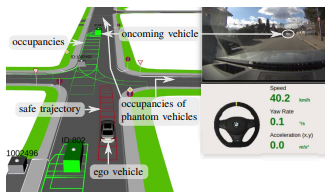 occupancies
oncoming vehicle
safe trajectory
occupancies of
phantom vehicles
ID:802
1002496
ego vehicle
Speed
40.2 km/h
Yaw Rate
0.1 °/s
Acceleration (x,y)
0.0 m/s²